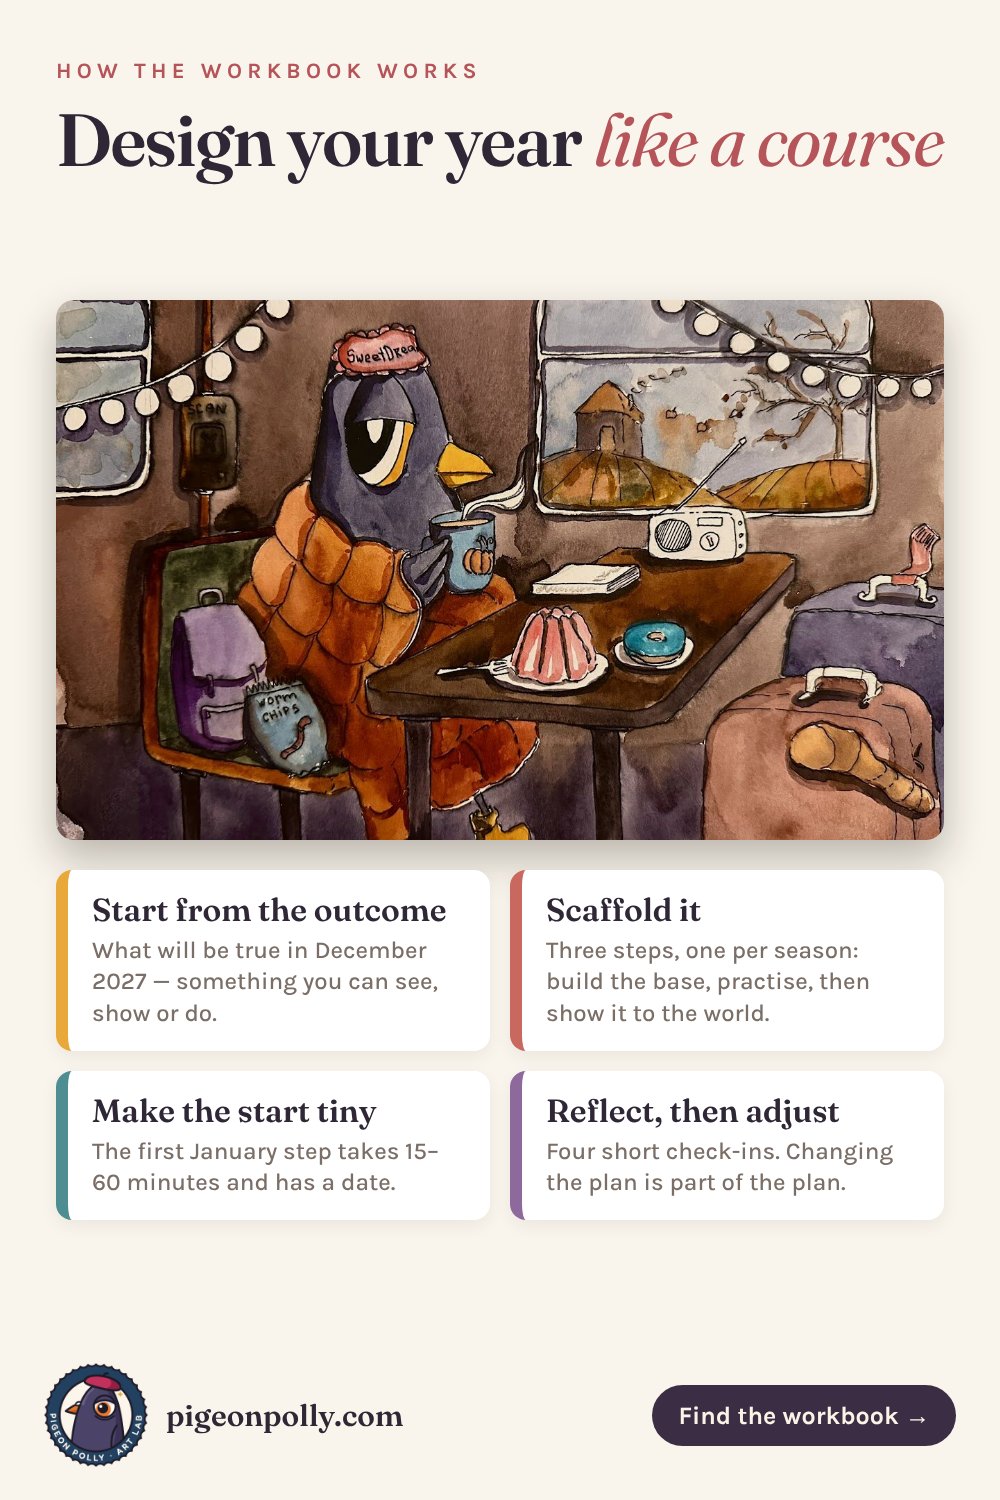 HOW THE WORKBOOK WORKS
Design your year like a course
SweetDrea
SCAN
worm
CHIPS
Start from the outcome
What will be true in December
2027 — something you can see,
show or do.
Scaffold it
Three steps, one per season:
build the base, practise, then
show it to the world.
Make the start tiny
The first January step takes 15–
60 minutes and has a date.
Reflect, then adjust
Four short check-ins. Changing
the plan is part of the plan.
PIGEON POLLY · ART LAB
pigeonpolly.com
Find the workbook →